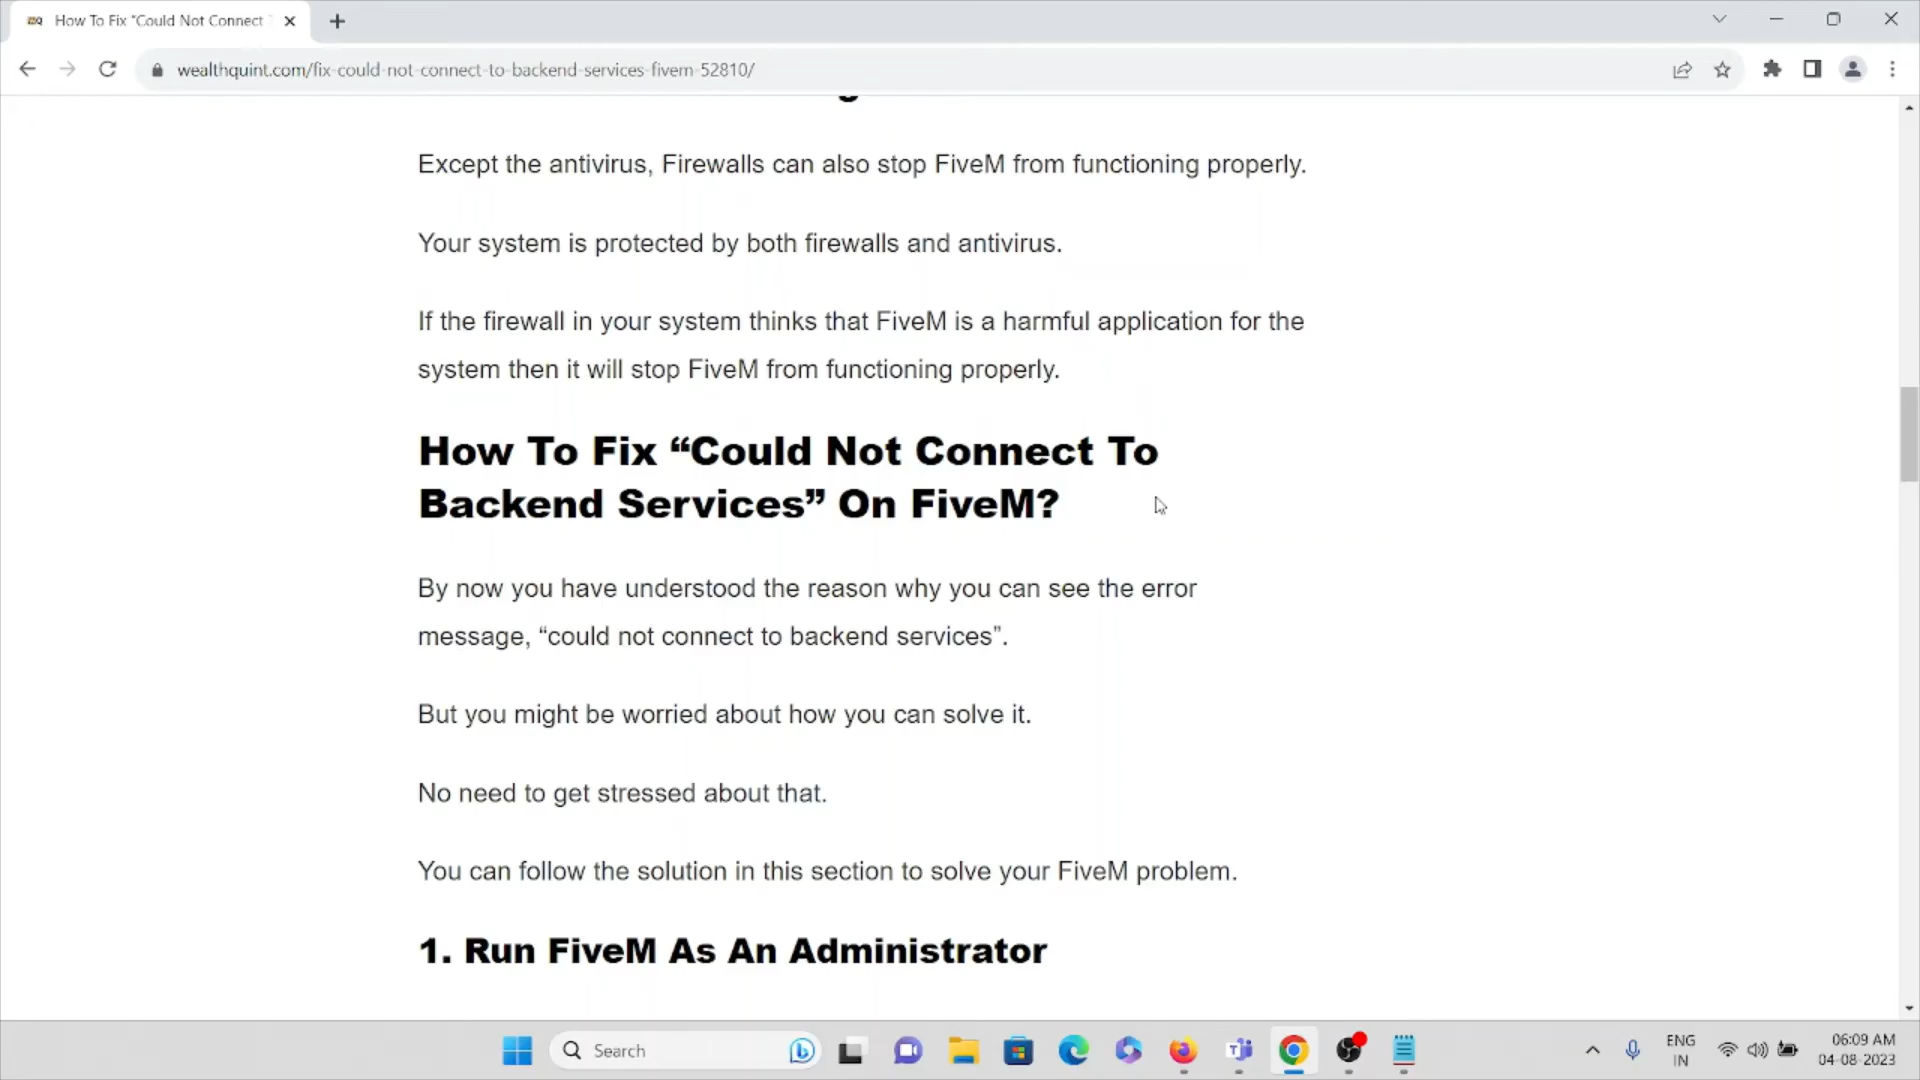 How To Fix "Could Not Connect
wealthquint.com/fix-could-not-connect-to-backend-services-fivem-52810/
Except the antivirus, Firewalls can also stop FiveM from functioning properly.
Your system is protected by both firewalls and antivirus.
If the firewall in your system thinks that FiveM is a harmful application for the
system then it will stop FiveM from functioning properly.
How To Fix “Could Not Connect To
Backend Services” On FiveM?
By now you have understood the reason why you can see the error
message, “could not connect to backend services”.
But you might be worried about how you can solve it.
No need to get stressed about that.
You can follow the solution in this section to solve your FiveM problem.
1. Run FiveM As An Administrator
Search
ENG
IN
06:09 AM
04-08-2023